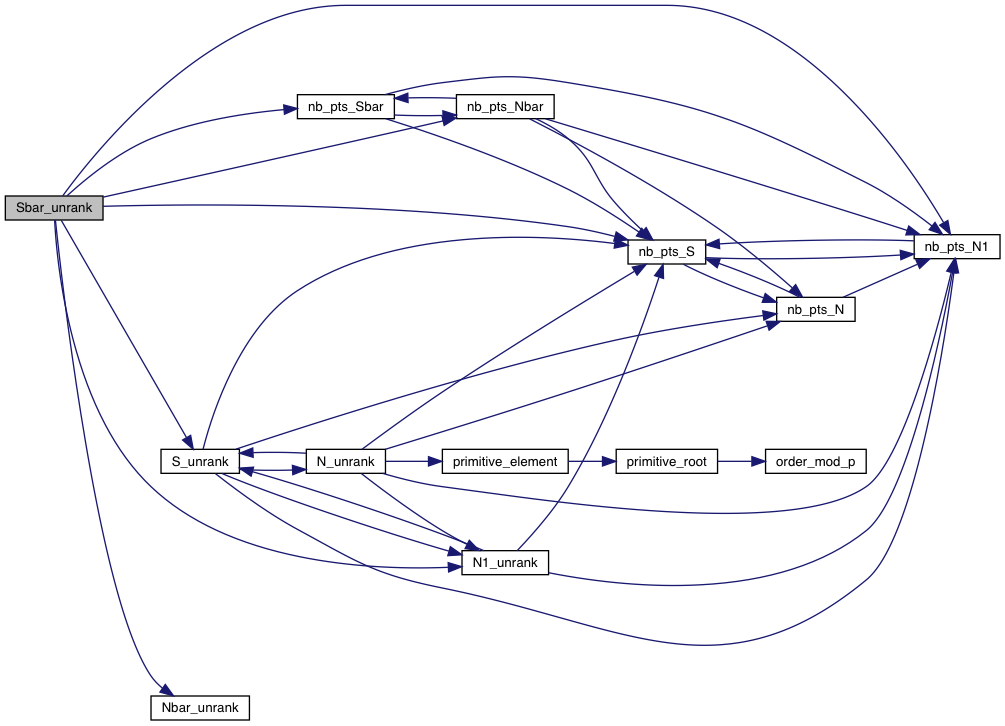 nb_pts_Sbar
nb_pts_Nbar
Sbar_unrank
nb_pts_S
nb_pts_N1
nb_pts_N
S_unrank
N_unrank
primitive_element
primitive_root
order_mod_p
N1_unrank
Nbar_unrank